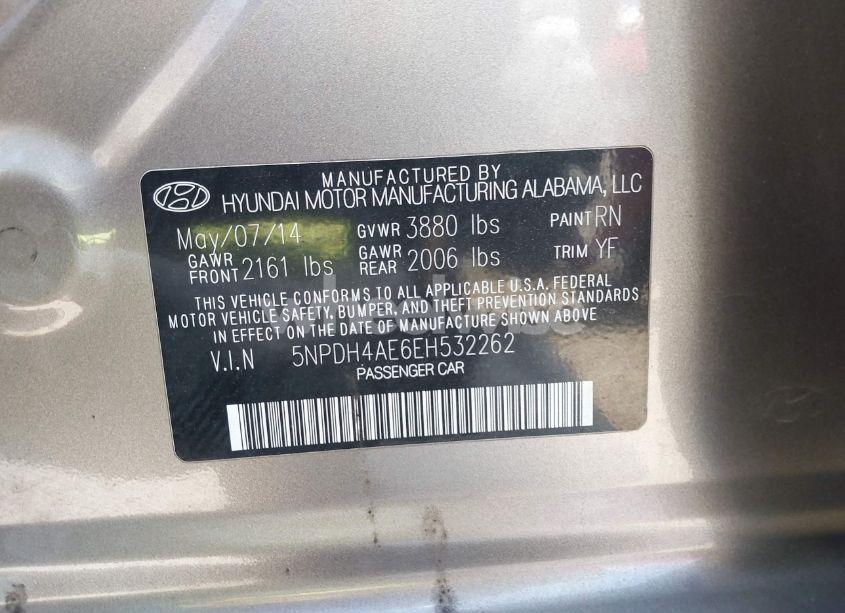 MANUFACTURED BY
HYUNDAI MOTOR MANUFACTURING ALABAMA, LLC
May/07/14 GVWR 3880 lbs PAINT RN
GAWR FRONT 2161 lbs GAWR REAR 2006 lbs TRIM YF
THIS VEHICLE CONFORMS TO ALL APPLICABLE U.S.A. FEDERAL
MOTOR VEHICLE SAFETY, BUMPER, AND THEFT PREVENTION STANDARDS
IN EFFECT ON THE DATE OF MANUFACTURE SHOWN ABOVE
V.I.N 5NPDH4AE6EH532262
PASSENGER CAR